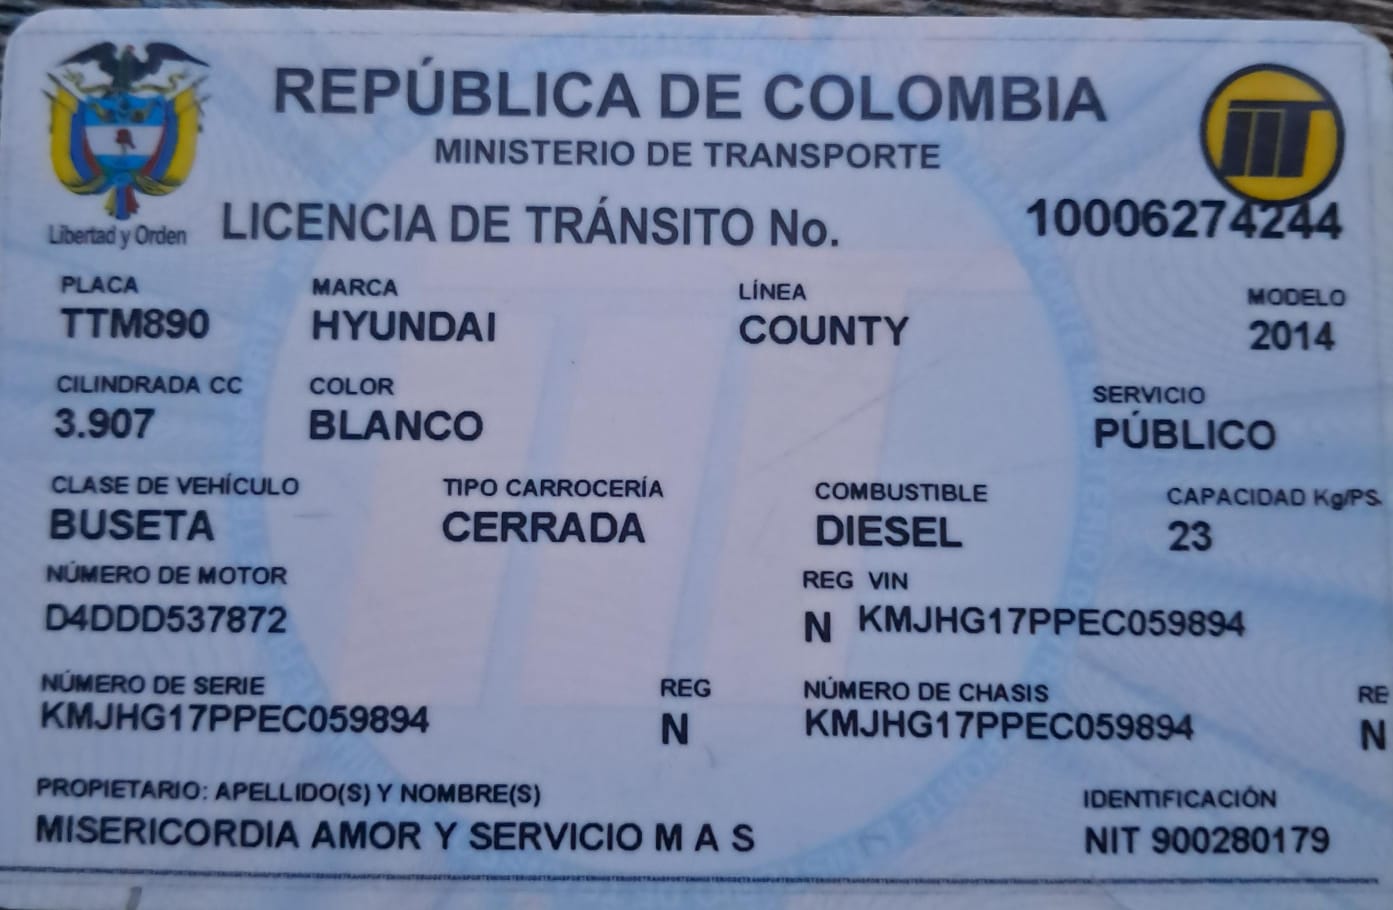 REPÚBLICA DE COLOMBIA
MINISTERIO DE TRANSPORTE
Libertad y Orden
LICENCIA DE TRÁNSITO No. 10006274244
PLACA MARCA LÍNEA MODELO
TTM890 HYUNDAI COUNTY 2014
CILINDRADA CC COLOR SERVICIO
3.907 BLANCO PÚBLICO
CLASE DE VEHÍCULO TIPO CARROCERÍA COMBUSTIBLE CAPACIDAD Kg/PS.
BUSETA CERRADA DIESEL 23
NÚMERO DE MOTOR REG VIN
D4DDD537872 N KMJHG17PPEC059894
NÚMERO DE SERIE REG NÚMERO DE CHASIS RE
KMJHG17PPEC059894 N KMJHG17PPEC059894 N
PROPIETARIO: APELLIDO(S) Y NOMBRE(S) IDENTIFICACIÓN
MISERICORDIA AMOR Y SERVICIO M A S NIT 900280179